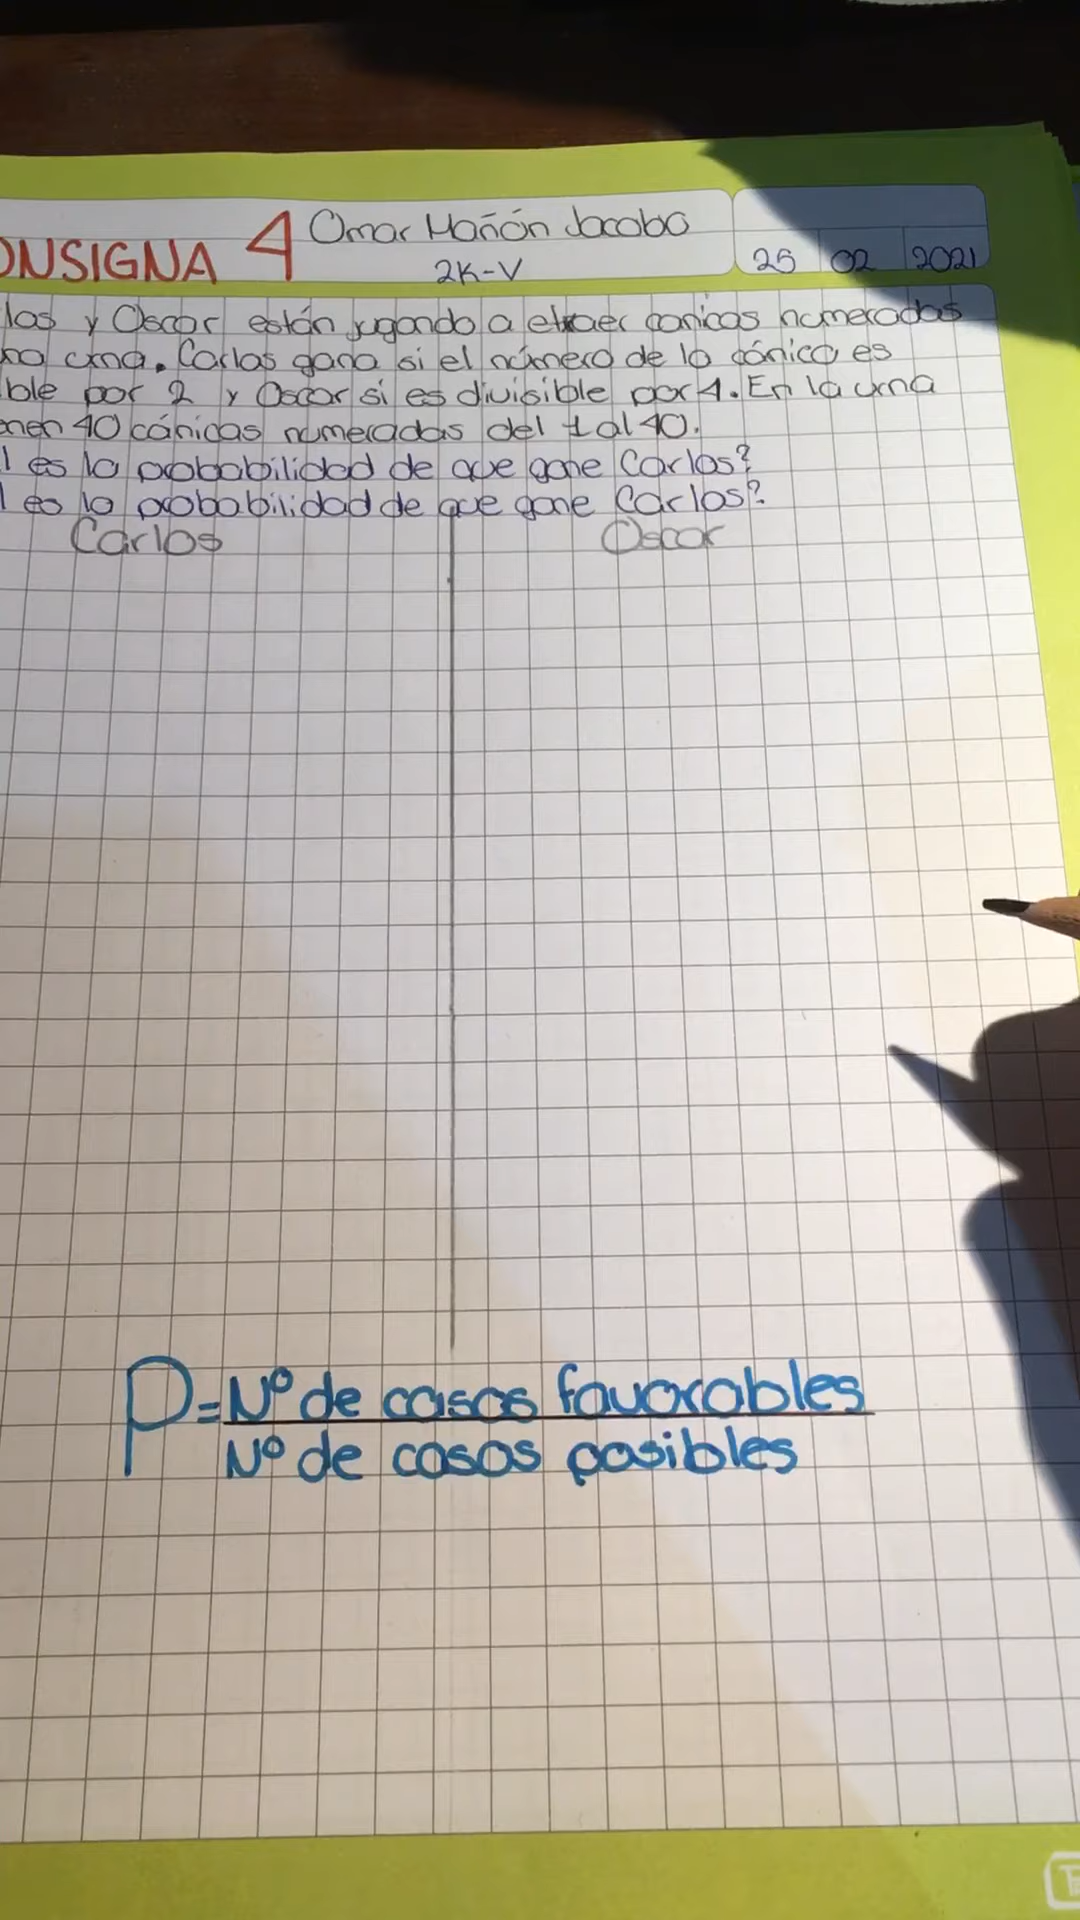 ONSIGNA 4 Omar Mañón Jacobo
2K-V
25 02 2021
los y Oscar están jugando a extraer canicas numeradas
na urna. Carlos gana si el número de la cánica es
ble por 2 y Oscar si es divisible por 4. En la urna
enen 40 cánicas numeradas del 1 al 40.
l es la probabilidad de que gane Carlos?
l es la probabilidad de que gane Carlos?
Carlos Oscar
P = Nº de casos favorables
Nº de casos posibles